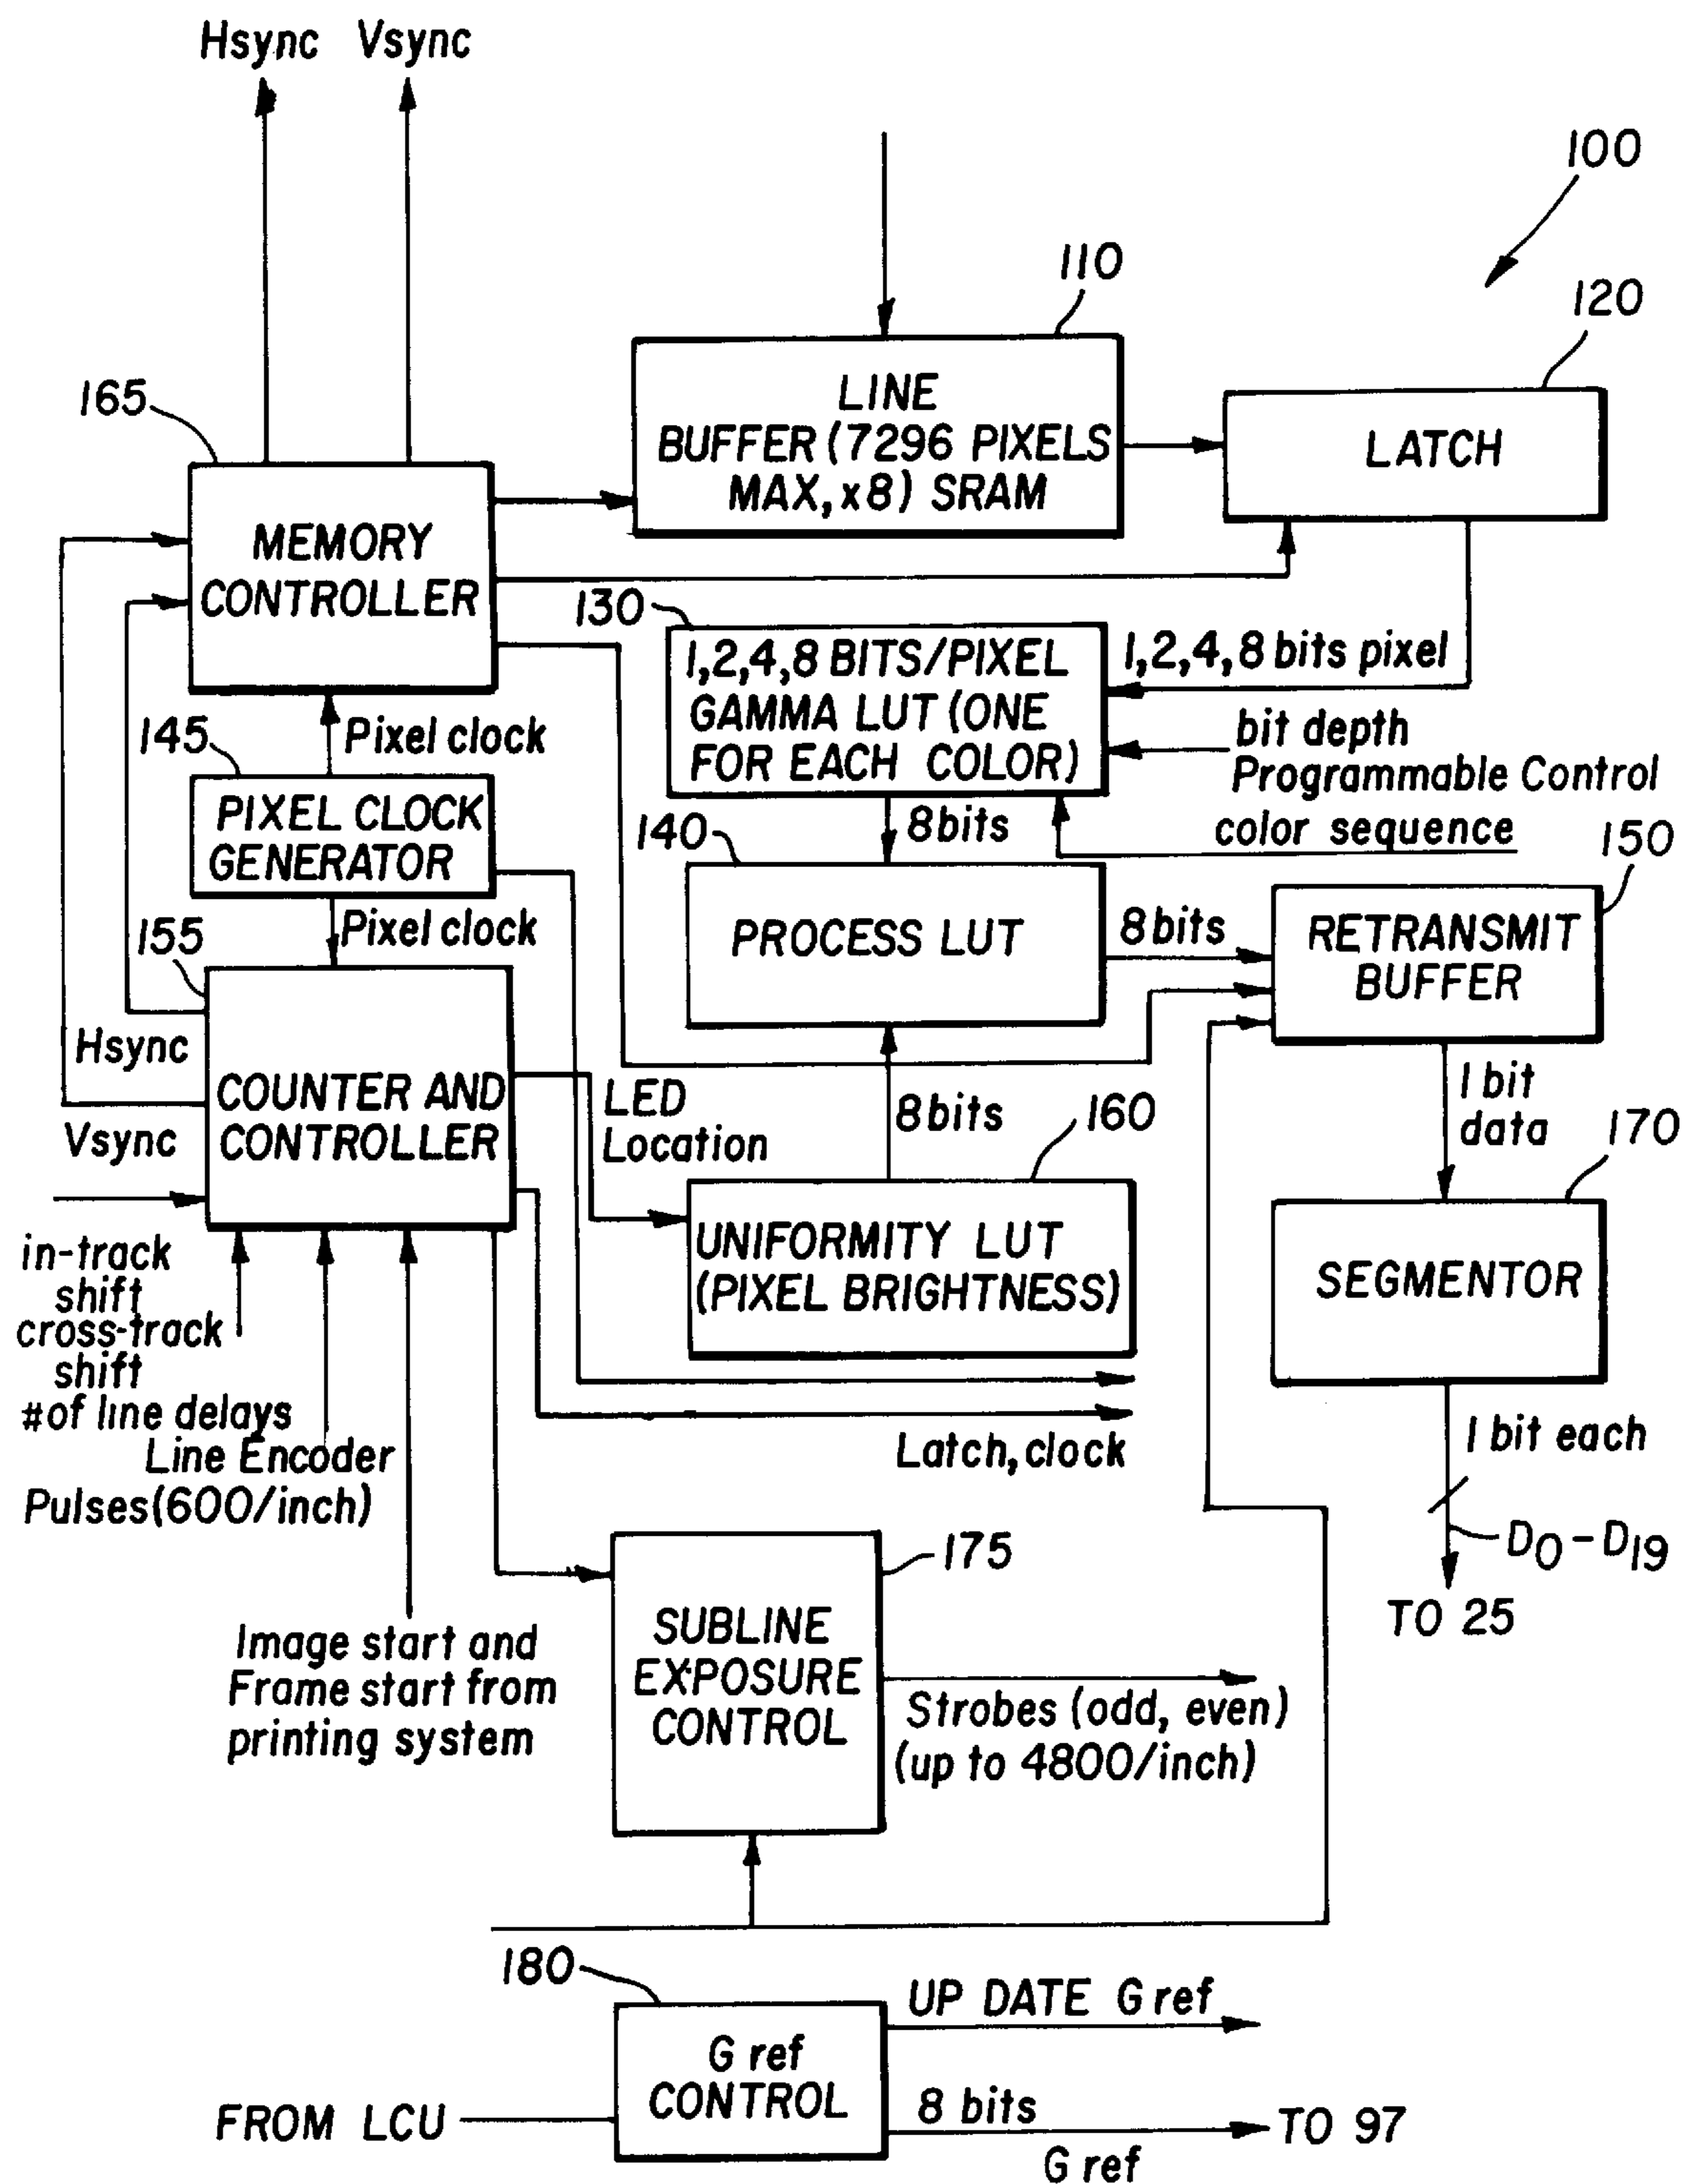 Hsync Vsync
100
110
120
165
LINE
BUFFER (7296 PIXELS
MAX, x8) SRAM
LATCH
MEMORY
CONTROLLER
130
1,2,4,8 BITS/PIXEL
GAMMA LUT (ONE
FOR EACH COLOR)
1,2,4,8 bits pixel
bit depth
Programmable Control
color sequence
145
Pixel clock
PIXEL CLOCK
GENERATOR
140
8 bits
150
155
Pixel clock
PROCESS LUT
8 bits
RETRANSMIT
BUFFER
Hsync
COUNTER AND
CONTROLLER
Vsync
LED
Location
8 bits
160
1 bit
data
170
in-track
shift
cross-track
shift
# of line delays
Line Encoder
Pulses (600/inch)
UNIFORMITY LUT
(PIXEL BRIGHTNESS)
SEGMENTOR
Latch, clock
1 bit each
D0 - D19
TO 25
Image start and
Frame start from
printing system
175
SUBLINE
EXPOSURE
CONTROL
Strobes (odd, even)
(up to 4800/inch)
180
UP DATE G ref
G ref
CONTROL
FROM LCU
8 bits
G ref
TO 97